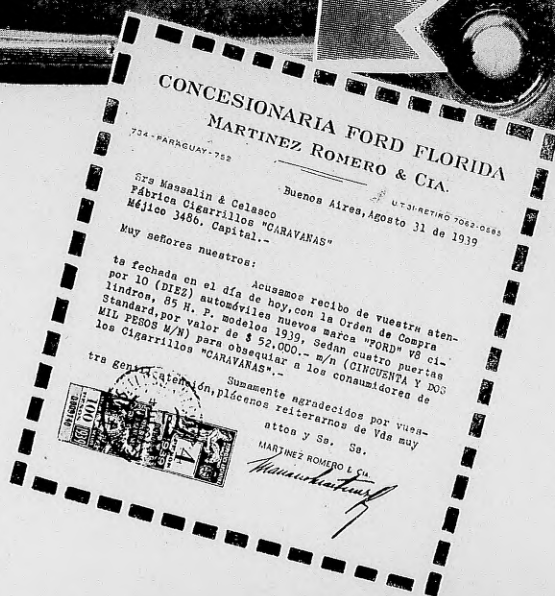 CONCESIONARIA FORD FLORIDA
MARTINEZ ROMERO & CIA.
734-PARAGUAY-752
U.T.31-RETIRO 7062-0585
Buenos Aires, Agosto 31 de 1939
Srs Massalin & Celasco
Fábrica Cigarrillos "CARAVANAS"
Méjico 3486. Capital.-
Muy señores nuestros:
Acusamos recibo de vuestra aten-
ta fechada en el día de hoy, con la Orden de Compra
por 10 (DIEZ) automóviles nuevos marca "FORD" V8 ci-
lindros, 85 H. P. modelos 1939, Sedan cuatro puertas
Standard, por valor de $ 52.000.- m/n (CINCUENTA Y DOS
MIL PESOS M/N) para obsequiar a los consumidores de
los Cigarrillos "CARAVANAS".-
Sumamente agradecidos por vues-
tra gentil atención, plácenos reiterarnos de Vds muy
attos y Ss. Ss.
MARTINEZ ROMERO & Cia.
100
4